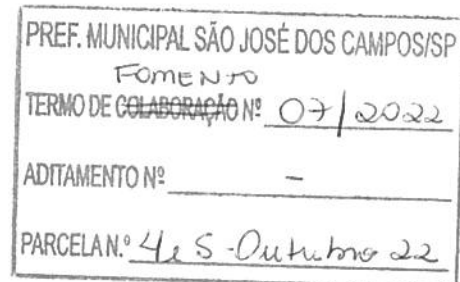 PREF. MUNICIPAL SÃO JOSÉ DOS CAMPOS/SP
FOMENTO
TERMO DE COLABORAÇÃO Nº 07/2022
ADITAMENTO Nº -
PARCELA N.º 4 e 5 - Outubro 22